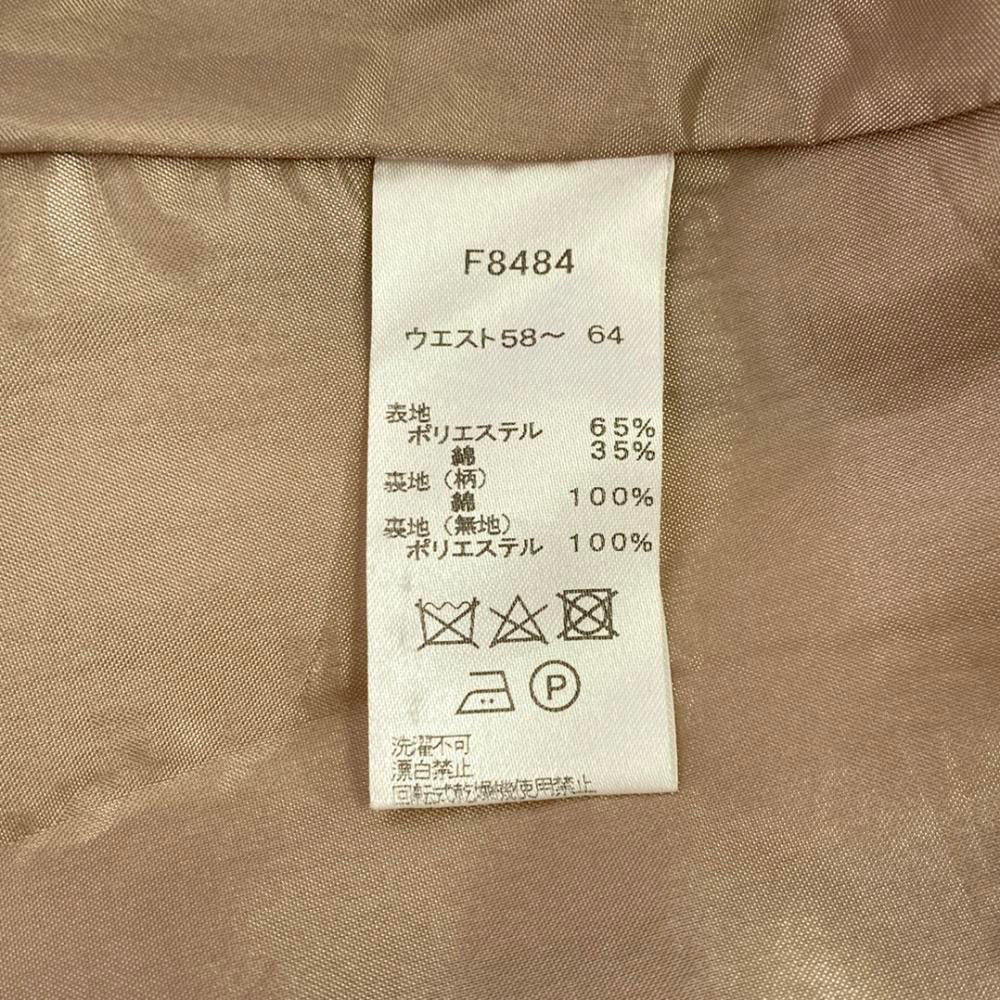 F8484
ウエスト58～ 64
表地
ポリエステル 65%
綿 35%
裏地（柄）
綿 100%
裏地（無地）
ポリエステル 100%
P
洗濯不可
漂白禁止
回転式乾燥機使用禁止